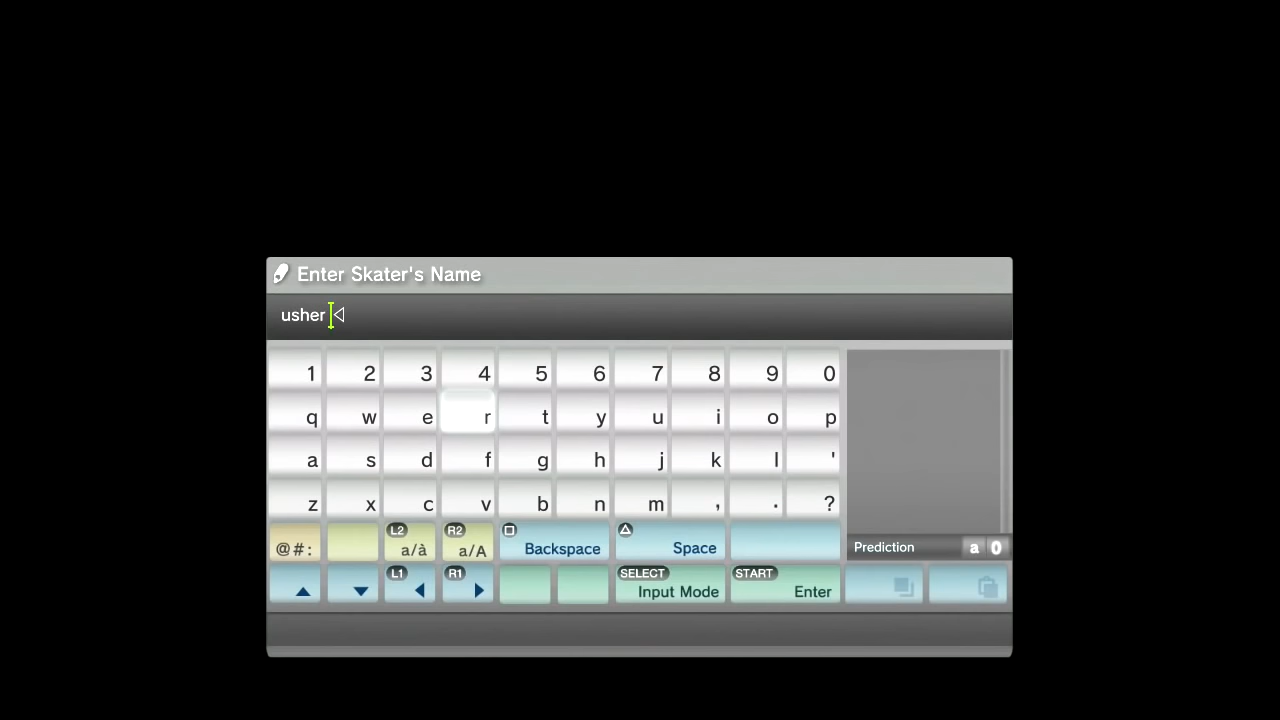 Enter Skater's Name
usher
1 2 3 4 5 6 7 8 9 0
q w e r t y u i o p
a s d f g h j k l '
z x c v b n m , . ?
@#: L2 a/à R2 a/A Backspace Space
L1 R1 SELECT Input Mode START Enter
Prediction a 0